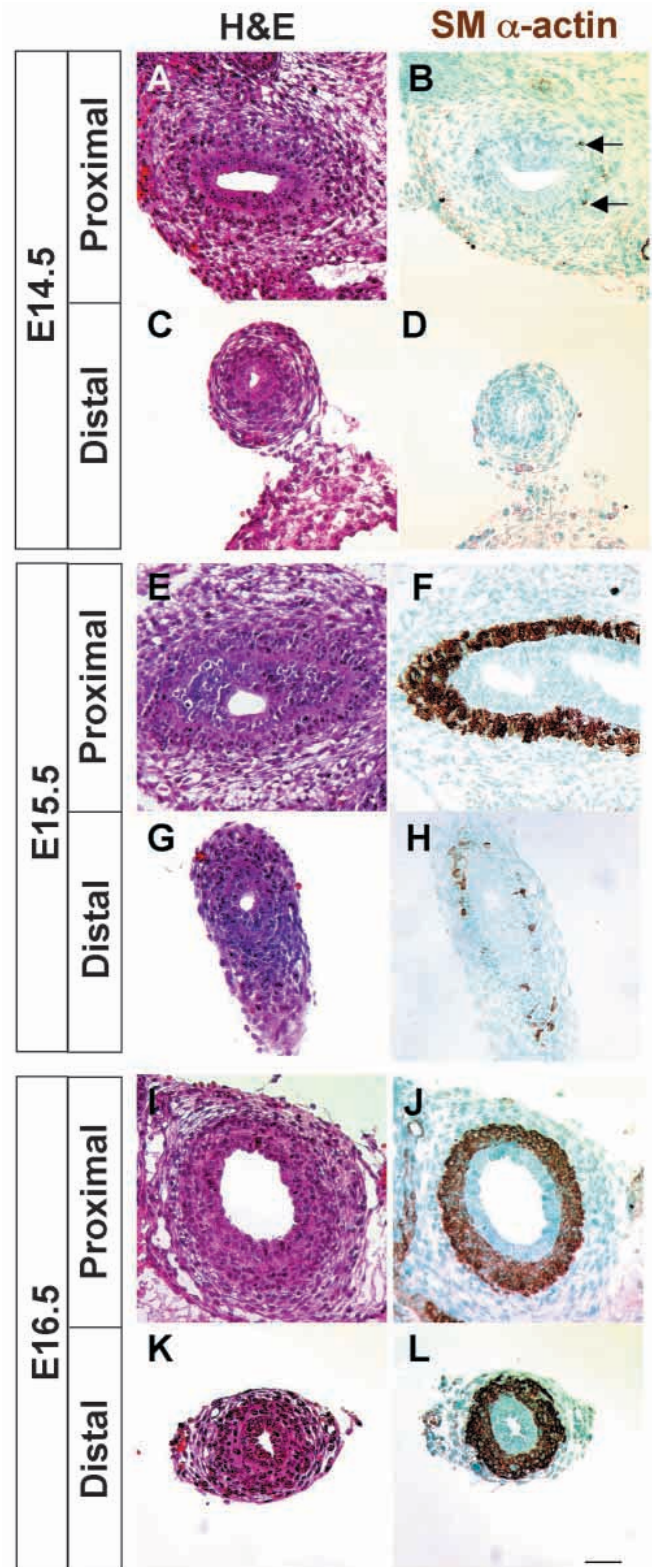 H&E
SM α-actin
E14.5
Proximal
A
B
Distal
C
D
E15.5
Proximal
E
F
Distal
G
H
E16.5
Proximal
I
J
Distal
K
L